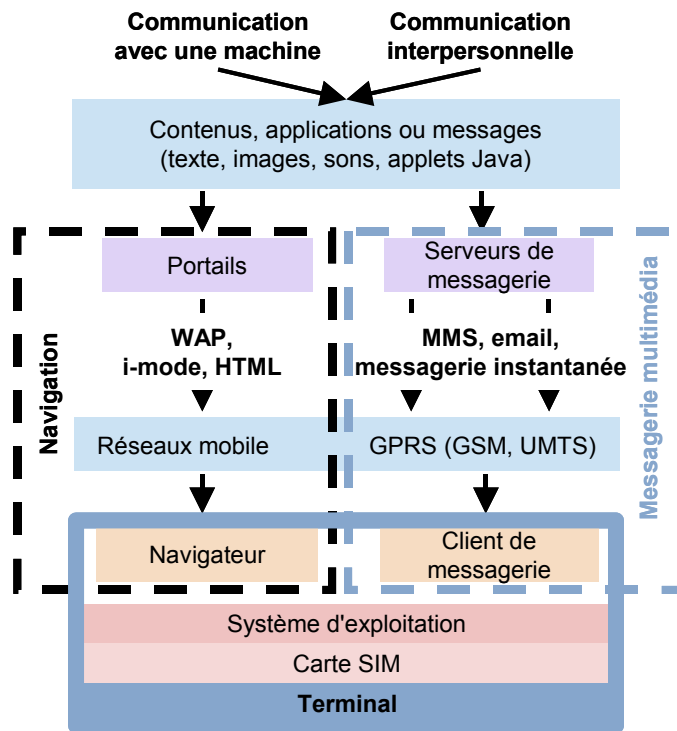 Communication
avec une machine
Communication
interpersonnelle
Contenus, applications ou messages
(texte, images, sons, applets Java)
Navigation
Portails
WAP,
i-mode, HTML
Serveurs de
messagerie
MMS, email,
messagerie instantanée
Messagerie multimédia
Réseaux mobile
GPRS (GSM, UMTS)
Navigateur
Client de
messagerie
Système d'exploitation
Carte SIM
Terminal